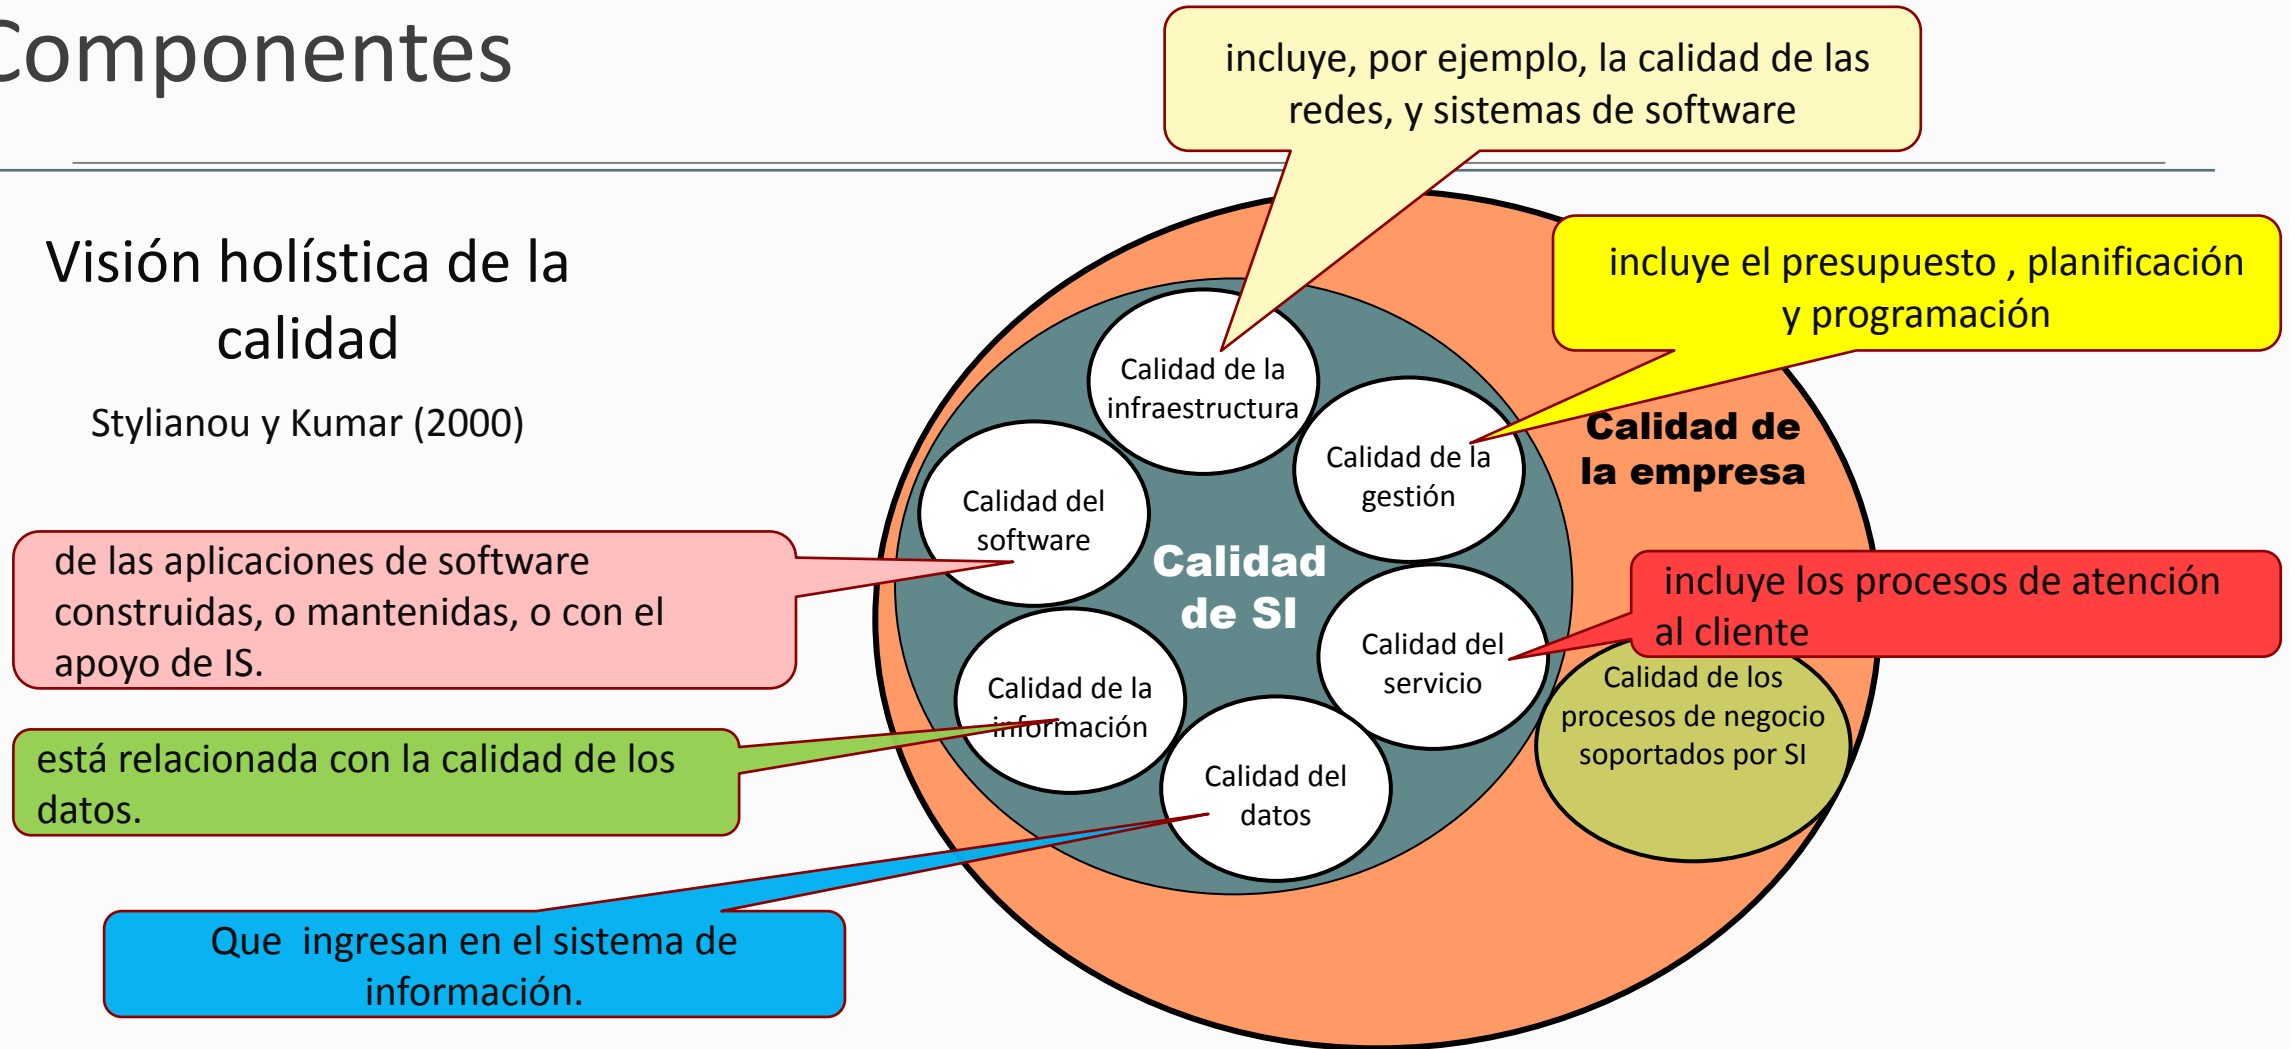 Componentes
incluye, por ejemplo, la calidad de las
redes, y sistemas de software
Visión holística de la
calidad
Stylianou y Kumar (2000)
incluye el presupuesto , planificación
y programación
Calidad de la
infraestructura
Calidad de la
gestión
Calidad de
la empresa
Calidad del
software
Calidad
de SI
de las aplicaciones de software
construidas, o mantenidas, o con el
apoyo de IS.
incluye los procesos de atención
al cliente
Calidad del
servicio
Calidad de los
procesos de negocio
soportados por SI
Calidad de la
información
está relacionada con la calidad de los
datos.
Calidad del
datos
Que ingresan en el sistema de
información.